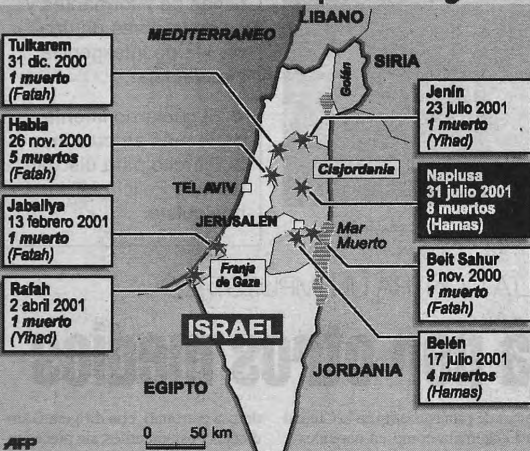 LIBANO
MEDITERRANEO
SIRIA
Golán
Tulkarem
31 dic. 2000
1 muerto
(Fatah)
Habla
26 nov. 2000
5 muertos
(Fatah)
Jaballya
13 febrero 2001
1 muerto
(Fatah)
Rafah
2 abril 2001
1 muerto
(Yihad)
Jenín
23 julio 2001
1 muerto
(Yihad)
Cisjordania
Naplusa
31 julio 2001
8 muertos
(Hamas)
TEL AVIV
JERUSALEN
Mar
Muerto
Beit Sahur
9 nov. 2000
1 muerto
(Fatah)
Franja
de Gaza
Belén
17 julio 2001
4 muertos
(Hamas)
ISRAEL
JORDANIA
EGIPTO
0 50 km
AFP